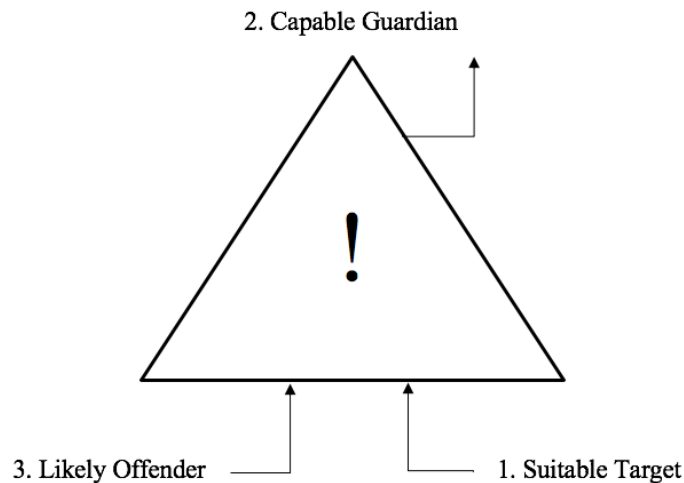 2. Capable Guardian
!
3. Likely Offender
1. Suitable Target